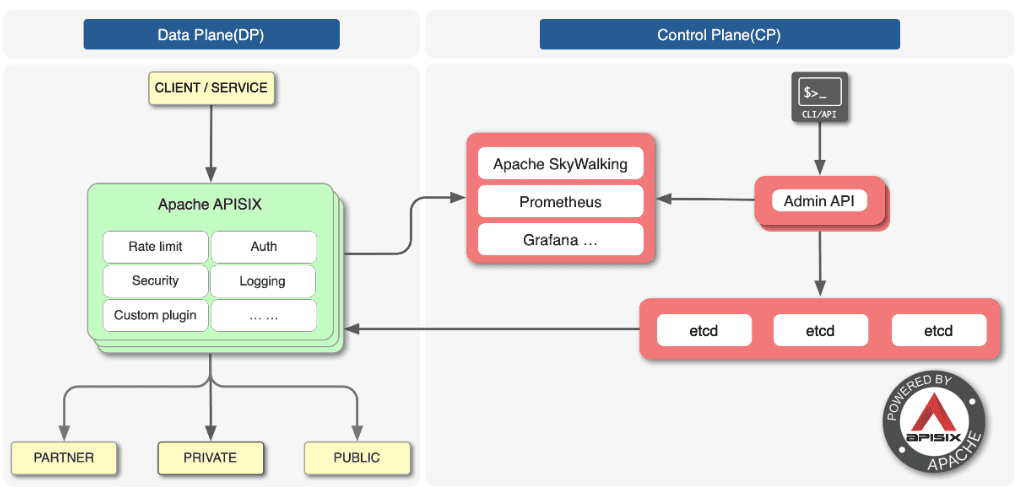 Data Plane(DP)
Control Plane(CP)
CLIENT / SERVICE
$>_
CLI/API
Apache APISIX
Rate limit
Auth
Security
Logging
Custom plugin
... ...
Apache SkyWalking
Prometheus
Grafana ...
Admin API
etcd
etcd
etcd
PARTNER
PRIVATE
PUBLIC
POWERED BY
APISIX
APACHE